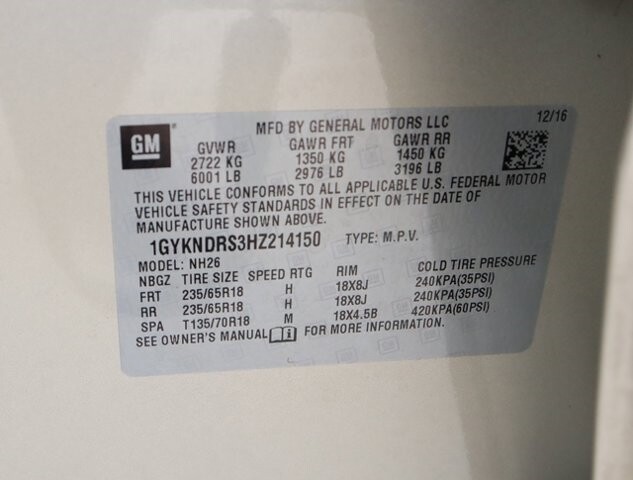 MFD BY GENERAL MOTORS LLC 12/16
GM GVWR GAWR FRT GAWR RR
2722 KG 1350 KG 1450 KG
6001 LB 2976 LB 3196 LB
THIS VEHICLE CONFORMS TO ALL APPLICABLE U.S. FEDERAL MOTOR
VEHICLE SAFETY STANDARDS IN EFFECT ON THE DATE OF
MANUFACTURE SHOWN ABOVE.
1GYKNDRS3HZ214150 TYPE: M.P.V.
MODEL: NH26
NBGZ TIRE SIZE SPEED RTG RIM COLD TIRE PRESSURE
FRT 235/65R18 H 18X8J 240KPA(35PSI)
RR 235/65R18 H 18X8J 240KPA(35PSI)
SPA T135/70R18 M 18X4.5B 420KPA(60PSI)
SEE OWNER'S MANUAL FOR MORE INFORMATION.